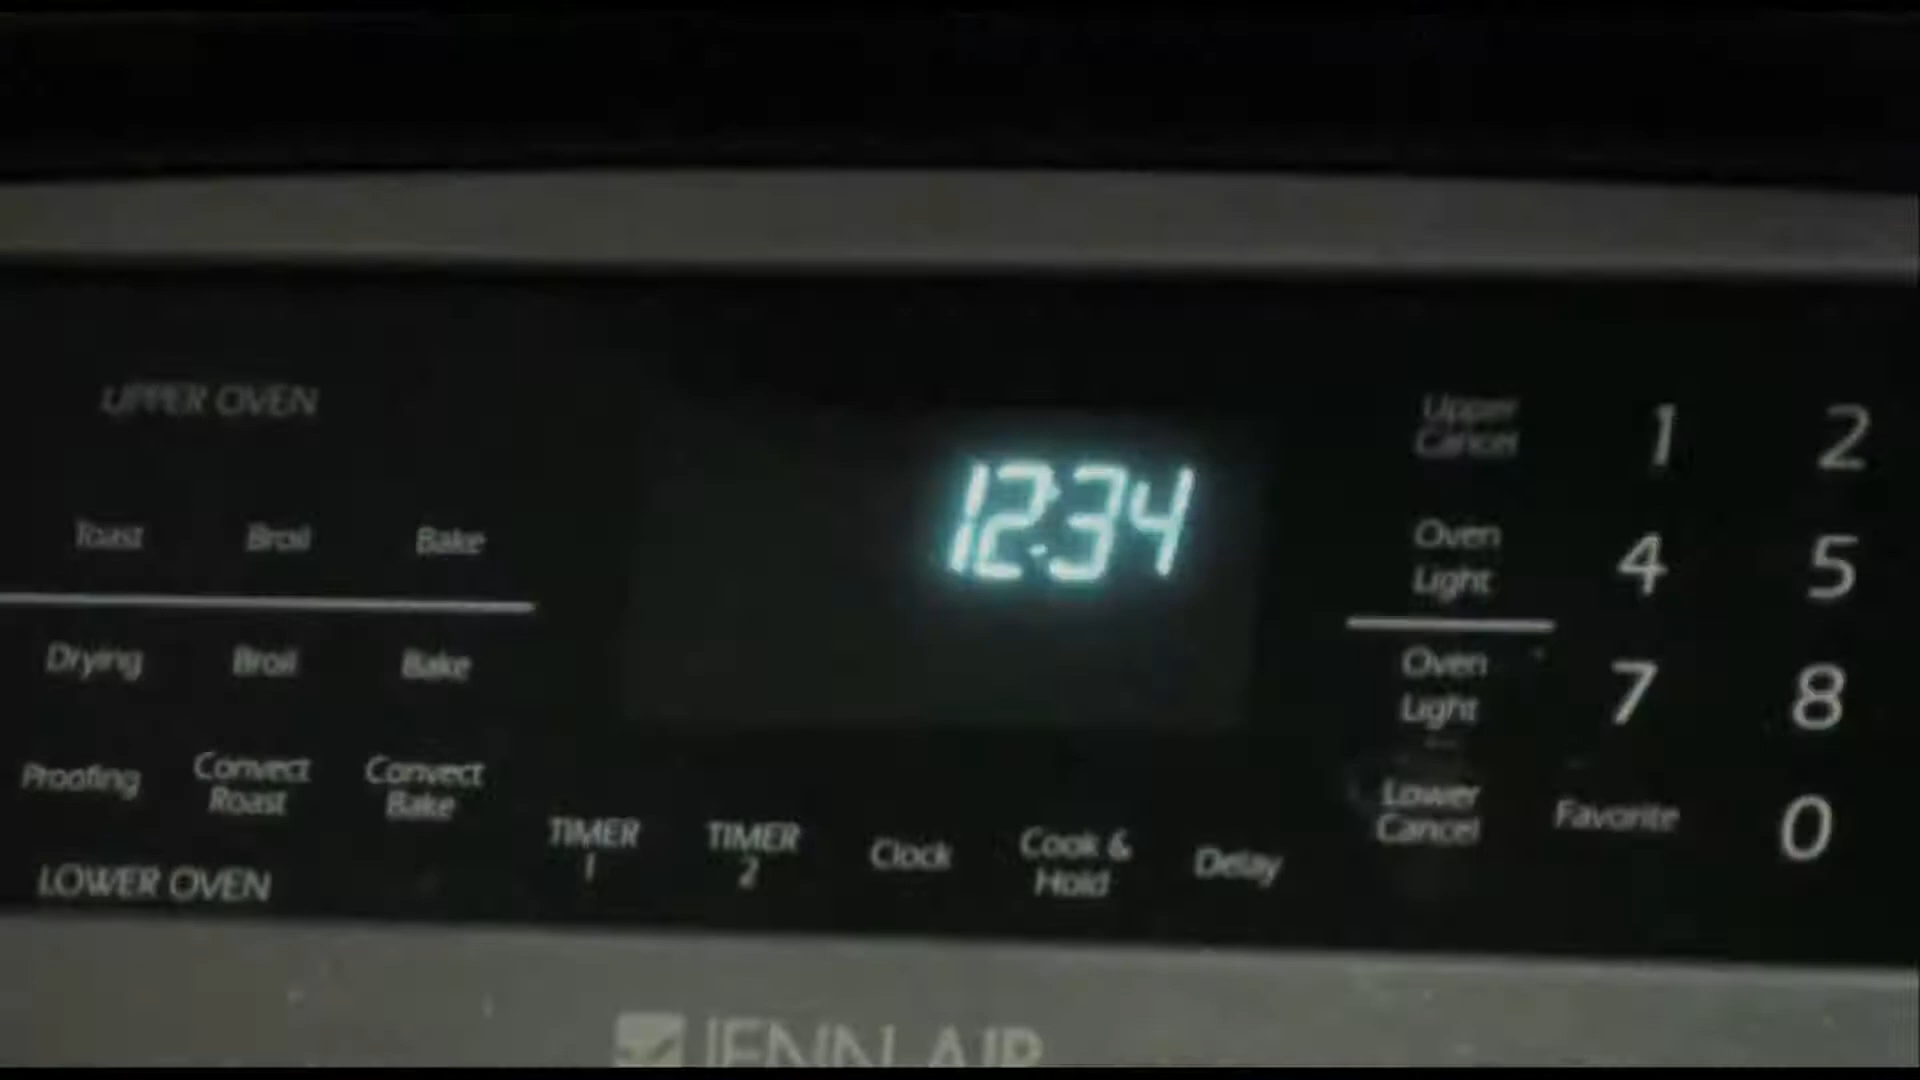 UPPER OVEN
Toast Broil Bake
Drying Broil Bake
Proofing Convect Roast Convect Bake
LOWER OVEN
12:34
TIMER 1 TIMER 2 Clock Cook & Hold Delay
Upper Cancel
Oven Light
Oven Light
Lower Cancel
1 2
4 5
7 8
Favorite 0
JENN-AIR